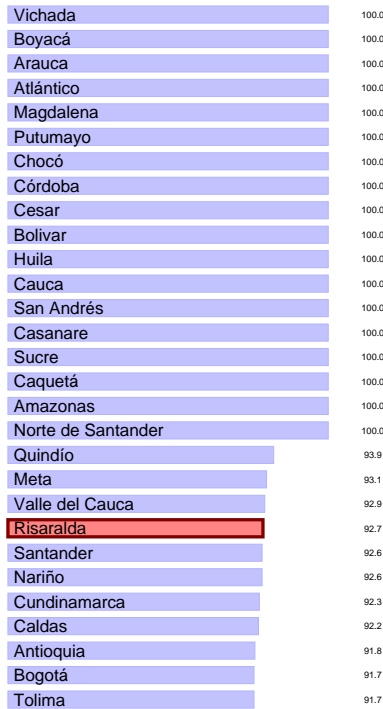 Vichada 100.0
Boyacá 100.0
Arauca 100.0
Atlántico 100.0
Magdalena 100.0
Putumayo 100.0
Chocó 100.0
Córdoba 100.0
Cesar 100.0
Bolivar 100.0
Huila 100.0
Cauca 100.0
San Andrés 100.0
Casanare 100.0
Sucre 100.0
Caquetá 100.0
Amazonas 100.0
Norte de Santander 100.0
Quindío 93.9
Meta 93.1
Valle del Cauca 92.9
Risaralda 92.7
Santander 92.6
Nariño 92.6
Cundinamarca 92.3
Caldas 92.2
Antioquia 91.8
Bogotá 91.7
Tolima 91.7